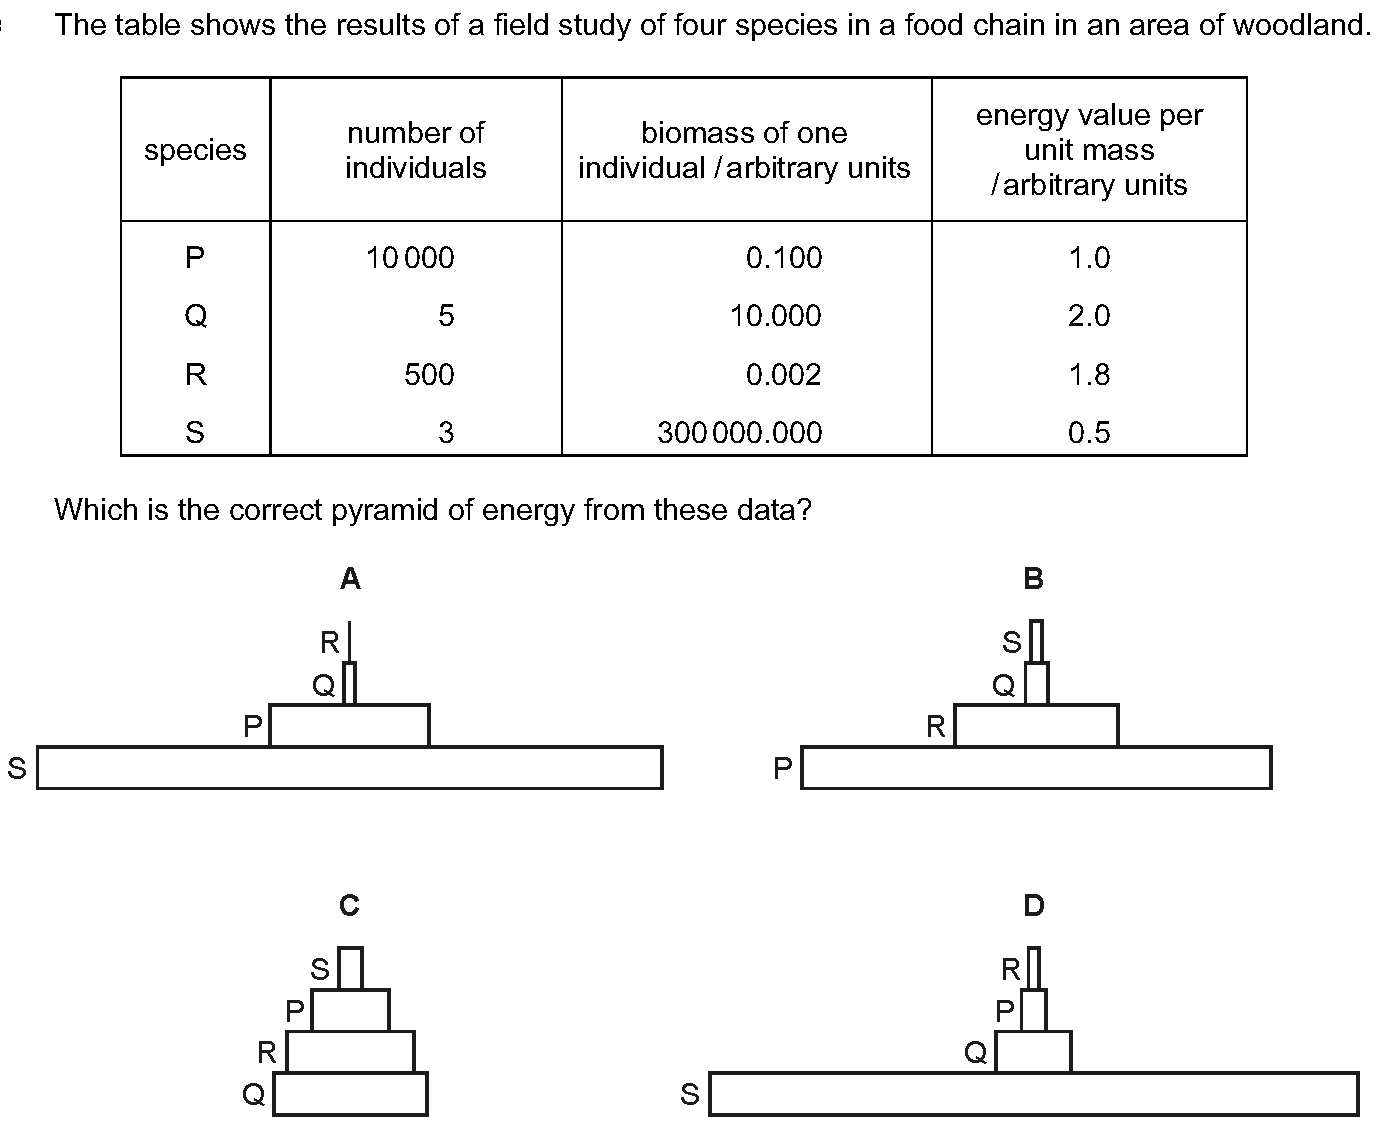 The table shows the results of a field study of four species in a food chain in an area of woodland.
species
number of
individuals
biomass of one
individual / arbitrary units
energy value per
unit mass
/ arbitrary units
P 10 000 0.100 1.0
Q 5 10.000 2.0
R 500 0.002 1.8
S 3 300 000.000 0.5
Which is the correct pyramid of energy from these data?
A
R
Q
P
S
B
S
Q
R
P
C
S
P
R
Q
D
R
P
Q
S